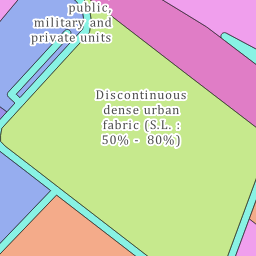 public,
military and
private units
Discontinuous
dense urban
fabric (S.L. :
50% - 80%)